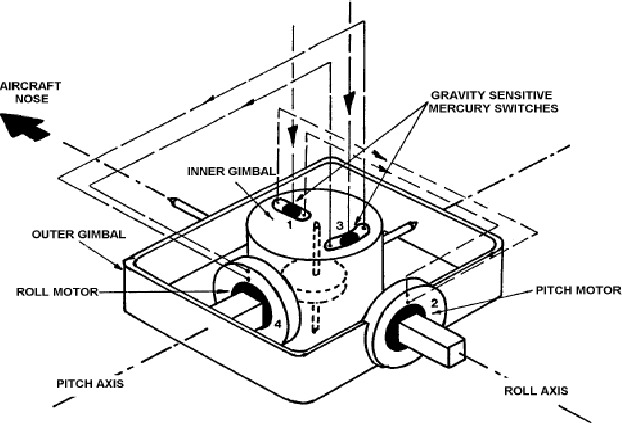 AIRCRAFT
NOSE
GRAVITY SENSITIVE
MERCURY SWITCHES
INNER GIMBAL
1
3
OUTER GIMBAL
ROLL MOTOR
4
2
PITCH MOTOR
PITCH AXIS
ROLL AXIS